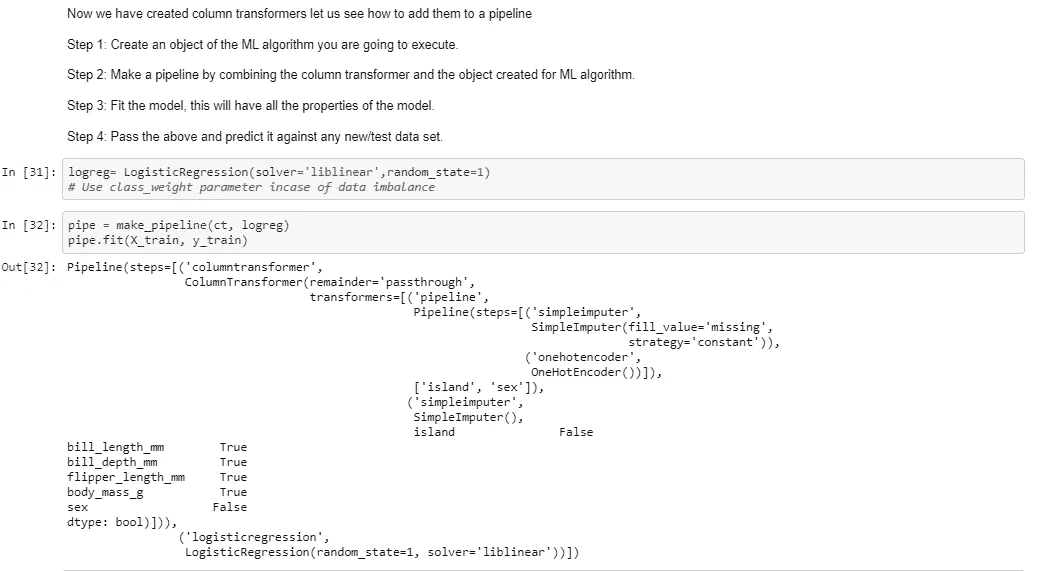 Now we have created column transformers let us see how to add them to a pipeline
Step 1: Create an object of the ML algorithm you are going to execute.
Step 2: Make a pipeline by combining the column transformer and the object created for ML algorithm.
Step 3: Fit the model, this will have all the properties of the model.
Step 4: Pass the above and predict it against any new/test data set.
In [31]: logreg= LogisticRegression(solver='liblinear',random_state=1)
# Use class_weight parameter incase of data imbalance
In [32]: pipe = make_pipeline(ct, logreg)
pipe.fit(X_train, y_train)
Out[32]: Pipeline(steps=[('columntransformer',
ColumnTransformer(remainder='passthrough',
transformers=[('pipeline',
Pipeline(steps=[('simpleimputer',
SimpleImputer(fill_value='missing',
strategy='constant')),
('onehotencoder',
OneHotEncoder())]),
['island', 'sex']),
('simpleimputer',
SimpleImputer(),
island False
bill_length_mm True
bill_depth_mm True
flipper_length_mm True
body_mass_g True
sex False
dtype: bool)])),
('logisticregression',
LogisticRegression(random_state=1, solver='liblinear'))])